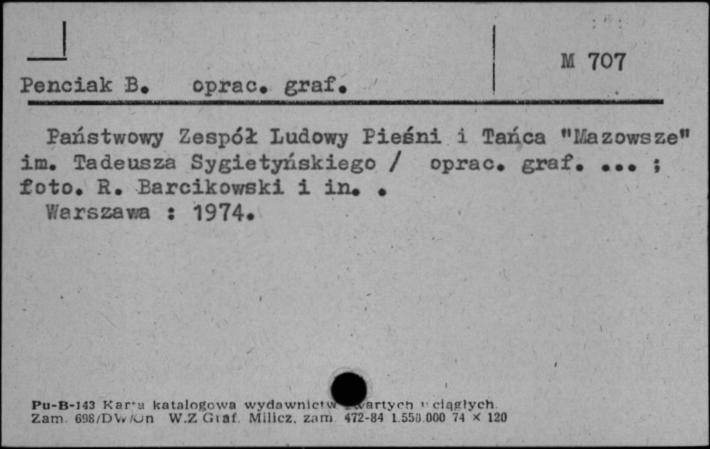 M 707
Penciak B. oprac. graf.
Państwowy Zespół Ludowy Pieśni i Tańca "Mazowsze"
im. Tadeusza Sygietyńskiego / oprac. graf. ... ;
foto. R. Barcikowski i in. .
Warszawa : 1974.
Pu-B-143 Karta katalogowa wydawnictw zwartych i ciągłych.
Zam. 698/DW/Un W.Z Graf. Milicz, zam. 472-84 1.550.000 74 × 120